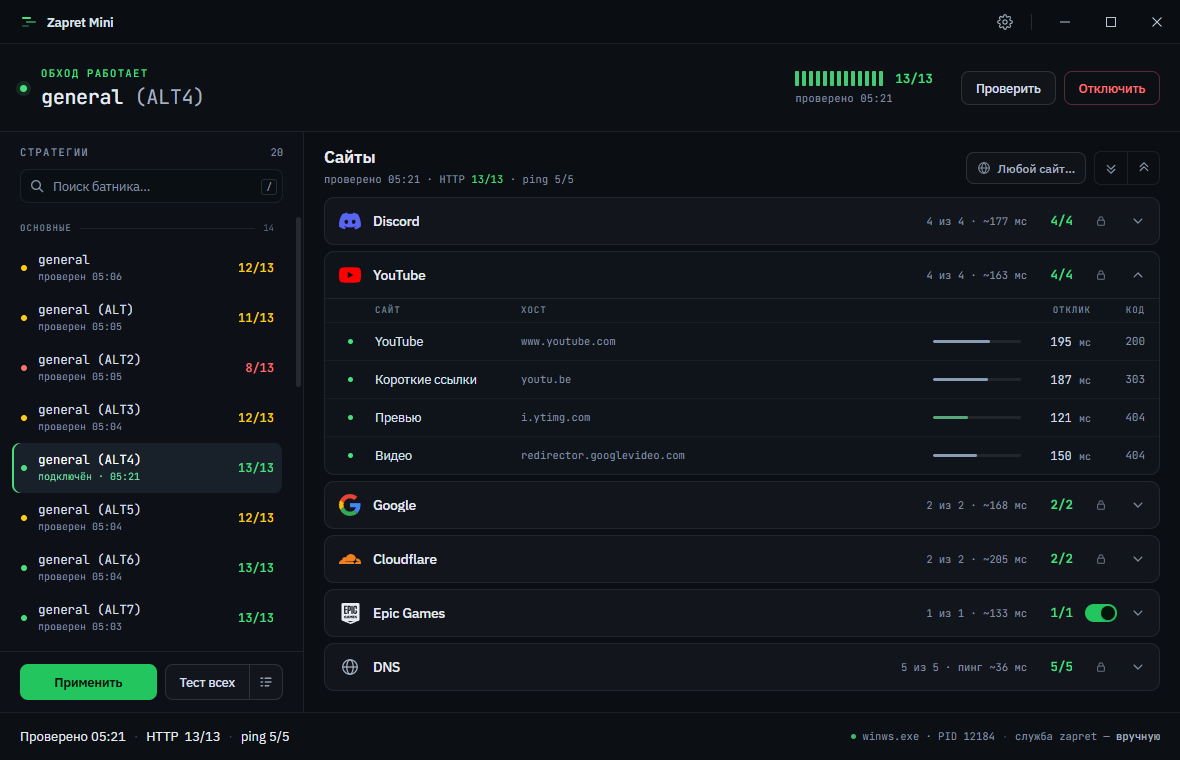 Zapret Mini
ОБХОД РАБОТАЕТ
general (ALT4)
13/13
проверено 05:21
Проверить
Отключить
СТРАТЕГИИ 20
Поиск батника... /
ОСНОВНЫЕ 14
general
проверен 05:06
12/13
general (ALT)
проверен 05:05
11/13
general (ALT2)
проверен 05:05
8/13
general (ALT3)
проверен 05:04
12/13
general (ALT4)
подключён · 05:21
13/13
general (ALT5)
проверен 05:04
12/13
general (ALT6)
проверен 05:04
13/13
general (ALT7)
проверен 05:03
13/13
Применить
Тест всех
Сайты
проверено 05:21 · HTTP 13/13 · ping 5/5
Любой сайт...
Discord 4 из 4 · ~177 мс 4/4
YouTube 4 из 4 · ~163 мс 4/4
САЙТ ХОСТ ОТКЛИК КОД
YouTube www.youtube.com 195 мс 200
Короткие ссылки youtu.be 187 мс 303
Превью i.ytimg.com 121 мс 404
Видео redirector.googlevideo.com 150 мс 404
Google 2 из 2 · ~168 мс 2/2
Cloudflare 2 из 2 · ~205 мс 2/2
EPIC GAMES Epic Games 1 из 1 · ~133 мс 1/1
DNS 5 из 5 · пинг ~36 мс 5/5
Проверено 05:21 · HTTP 13/13 · ping 5/5
winws.exe · PID 12184 · служба zapret — вручную